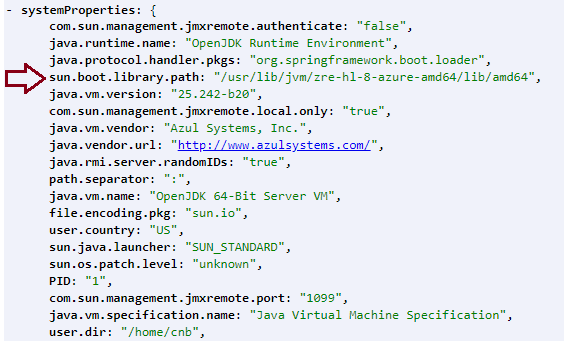 - systemProperties: {
com.sun.management.jmxremote.authenticate: "false",
java.runtime.name: "OpenJDK Runtime Environment",
java.protocol.handler.pkgs: "org.springframework.boot.loader",
sun.boot.library.path: "/usr/lib/jvm/zre-hl-8-azure-amd64/lib/amd64",
java.vm.version: "25.242-b20",
com.sun.management.jmxremote.local.only: "true",
java.vm.vendor: "Azul Systems, Inc.",
java.vendor.url: "http://www.azulsystems.com/",
java.rmi.server.randomIDs: "true",
path.separator: ":",
java.vm.name: "OpenJDK 64-Bit Server VM",
file.encoding.pkg: "sun.io",
user.country: "US",
sun.java.launcher: "SUN_STANDARD",
sun.os.patch.level: "unknown",
PID: "1",
com.sun.management.jmxremote.port: "1099",
java.vm.specification.name: "Java Virtual Machine Specification",
user.dir: "/home/cnb",